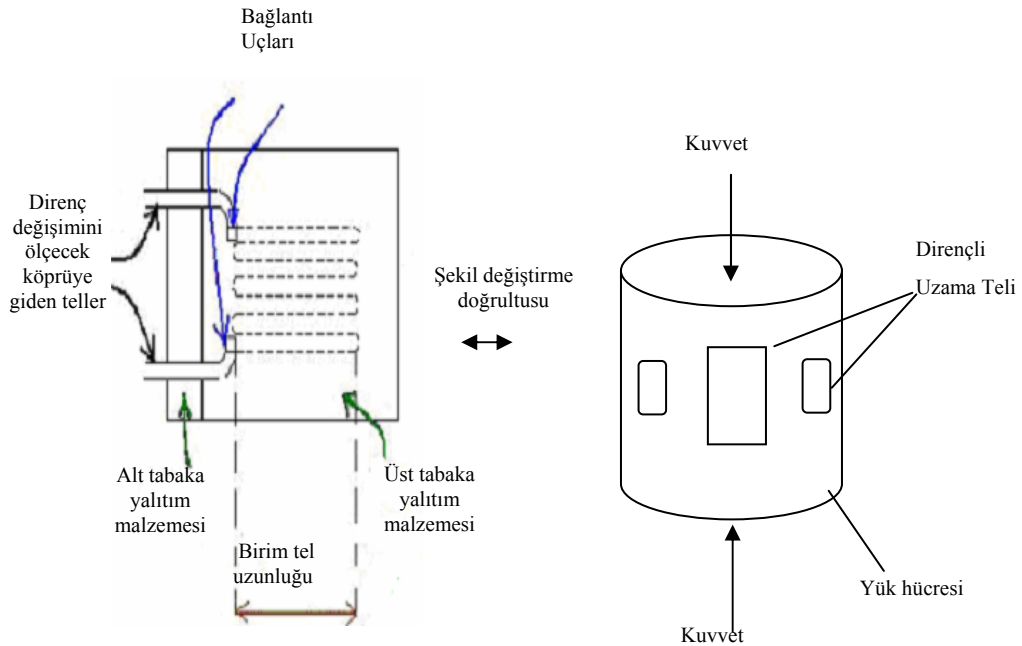 Bağlantı
Uçları
Direnç
değişimini
ölçecek
köprüye
giden teller
Alt tabaka
yalıtım
malzemesi
Üst tabaka
yalıtım
malzemesi
Birim tel
uzunluğu
Şekil değiştirme
doğrultusu
Kuvvet
Dirençli
Uzama Teli
Yük hücresi
Kuvvet